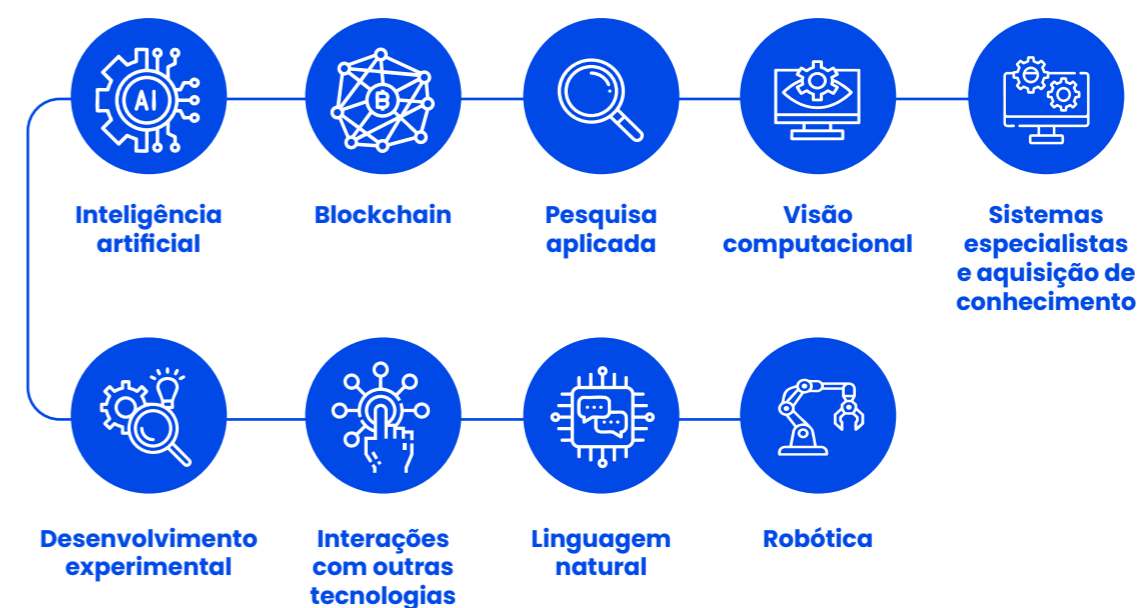 AI
B
Inteligência
artificial
Blockchain
Pesquisa
aplicada
Visão
computacional
Sistemas
especialistas
e aquisição de
conhecimento
Desenvolvimento
experimental
Interações
com outras
tecnologias
Linguagem
natural
Robótica